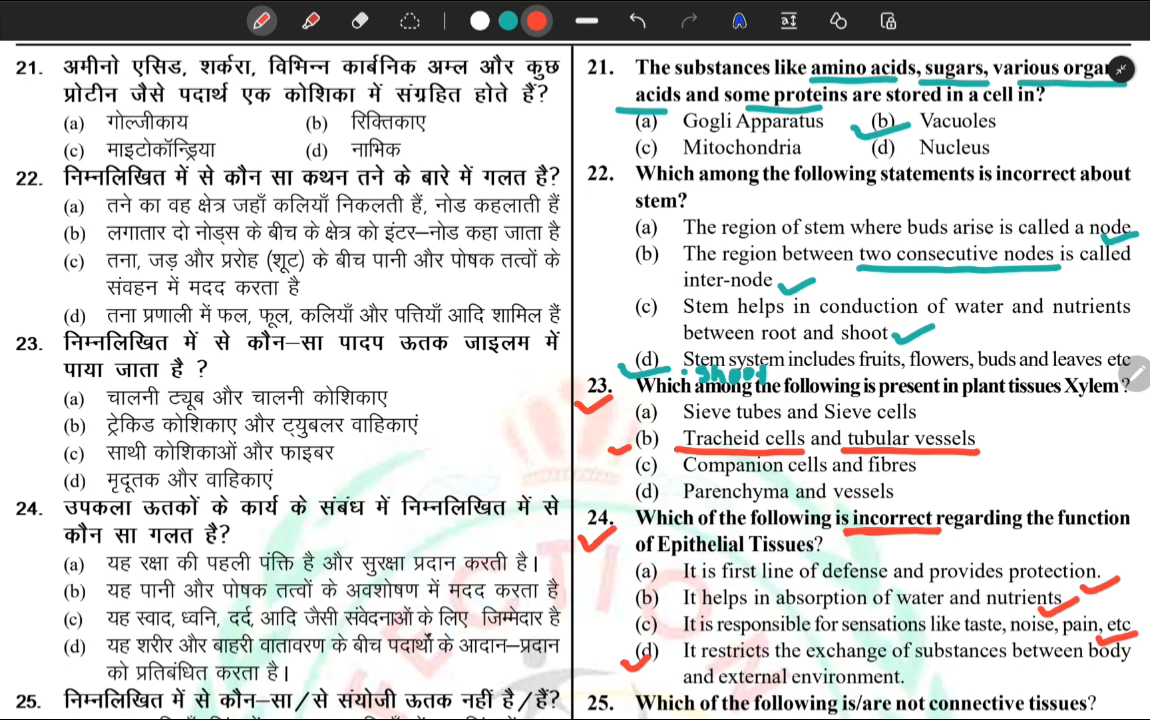 21. अमीनो एसिड, शर्करा, विभिन्न कार्बनिक अम्ल और कुछ
प्रोटीन जैसे पदार्थ एक कोशिका में संग्रहित होते हैं?
(a) गोल्जीकाय (b) रिक्तिकाए
(c) माइटोकॉन्ड्रिया (d) नाभिक
22. निम्नलिखित में से कौन सा कथन तने के बारे में गलत है?
(a) तने का वह क्षेत्र जहाँ कलियाँ निकलती हैं, नोड कहलाती हैं
(b) लगातार दो नोड्स के बीच के क्षेत्र को इंटर–नोड कहा जाता है
(c) तना, जड़ और प्ररोह (शूट) के बीच पानी और पोषक तत्वों के
संवहन में मदद करता है
(d) तना प्रणाली में फल, फूल, कलियाँ और पत्तियाँ आदि शामिल हैं
23. निम्नलिखित में से कौन–सा पादप ऊतक जाइलम में
पाया जाता है ?
(a) चालनी ट्यूब और चालनी कोशिकाए
(b) ट्रेकिड कोशिकाए और ट्युबलर वाहिकाएं
(c) साथी कोशिकाओं और फाइबर
(d) मृदूतक और वाहिकाएं
24. उपकला ऊतकों के कार्य के संबंध में निम्नलिखित में से
कौन सा गलत है?
(a) यह रक्षा की पहली पंक्ति है और सुरक्षा प्रदान करती है।
(b) यह पानी और पोषक तत्वों के अवशोषण में मदद करता है
(c) यह स्वाद, ध्वनि, दर्द, आदि जैसी संवेदनाओं के लिए जिम्मेदार है
(d) यह शरीर और बाहरी वातावरण के बीच पदार्थों के आदान–प्रदान
को प्रतिबंधित करता है।
25. निम्नलिखित में से कौन–सा/से संयोजी ऊतक नहीं है/हैं?
21. The substances like amino acids, sugars, various
acids and some proteins are stored in a cell in?
(a) Gogli Apparatus (b) Vacuoles
(c) Mitochondria (d) Nucleus
22. Which among the following statements is incorrect about
stem?
(a) The region of stem where buds arise is called a node
(b) The region between two consecutive nodes is called
inter-node
(c) Stem helps in conduction of water and nutrients
between root and shoot
(d) Stem system includes fruits, flowers, buds and leaves etc
23. Which among the following is present in plant tissues Xylem ?
(a) Sieve tubes and Sieve cells
(b) Tracheid cells and tubular vessels
(c) Companion cells and fibres
(d) Parenchyma and vessels
24. Which of the following is incorrect regarding the function
of Epithelial Tissues?
(a) It is first line of defense and provides protection.
(b) It helps in absorption of water and nutrients
(c) It is responsible for sensations like taste, noise, pain, etc
(d) It restricts the exchange of substances between body
and external environment.
25. Which of the following is/are not connective tissues?